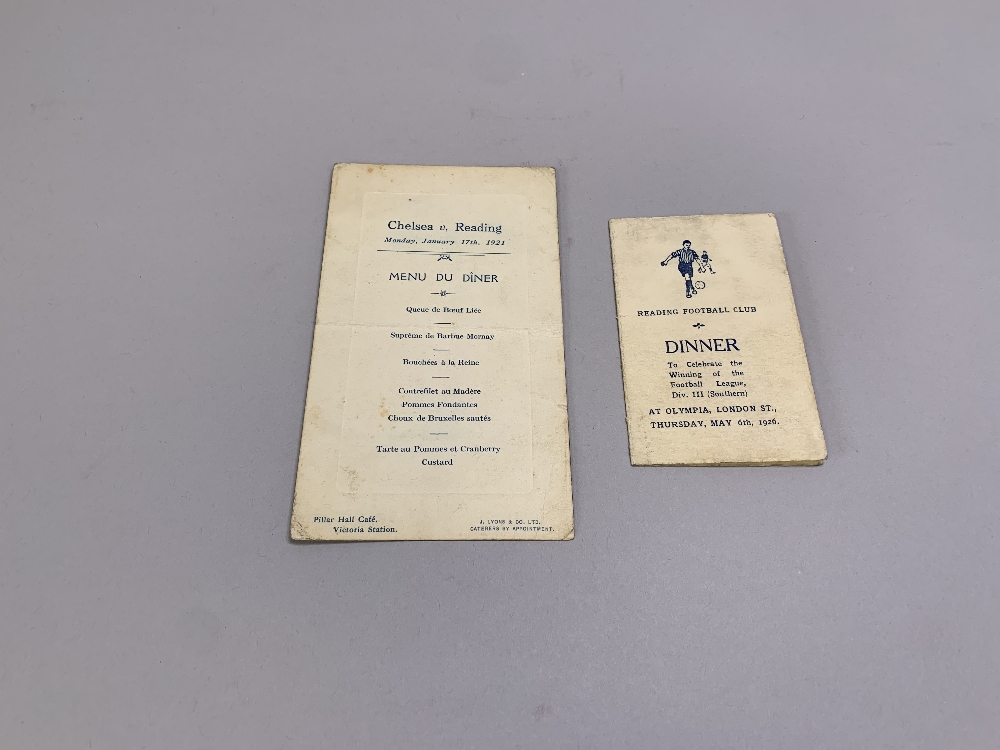 Chelsea v. Reading
Monday, January 17th, 1921
MENU DU DÎNER
Queue de Bœuf Liée
Suprême de Barbue Mornay
Bouchées à la Reine
Contrefilet au Madère
Pommes Fondantes
Choux de Bruxelles sautés
Tarte au Pommes et Cranberry
Custard
Pillar Hall Café,
Victoria Station.
J. LYONS & CO. LTD.
CATERERS BY APPOINTMENT.
READING FOOTBALL CLUB
DINNER
To Celebrate the
Winning of the
Football League,
Div. III (Southern)
AT OLYMPIA, LONDON ST.,
THURSDAY, MAY 6th, 1926.